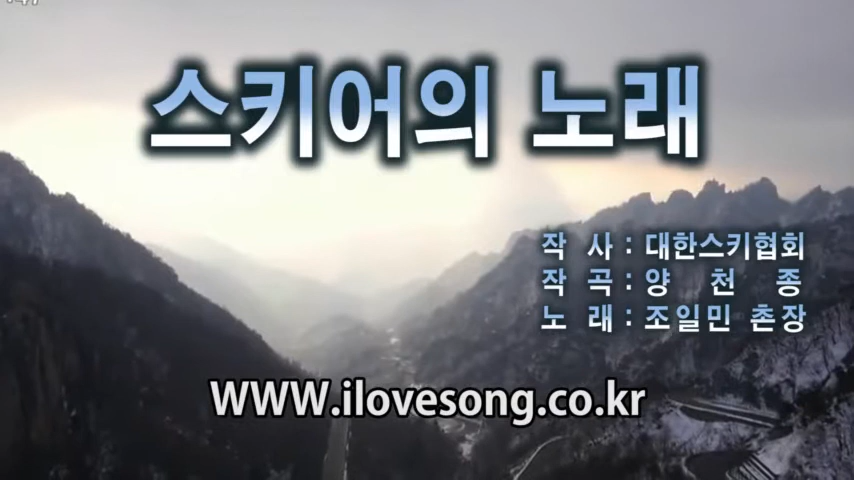 스키어의 노래
작 사 : 대한스키협회
작 곡 : 양 천 종
노 래 : 조일민 촌장
WWW.ilovesong.co.kr